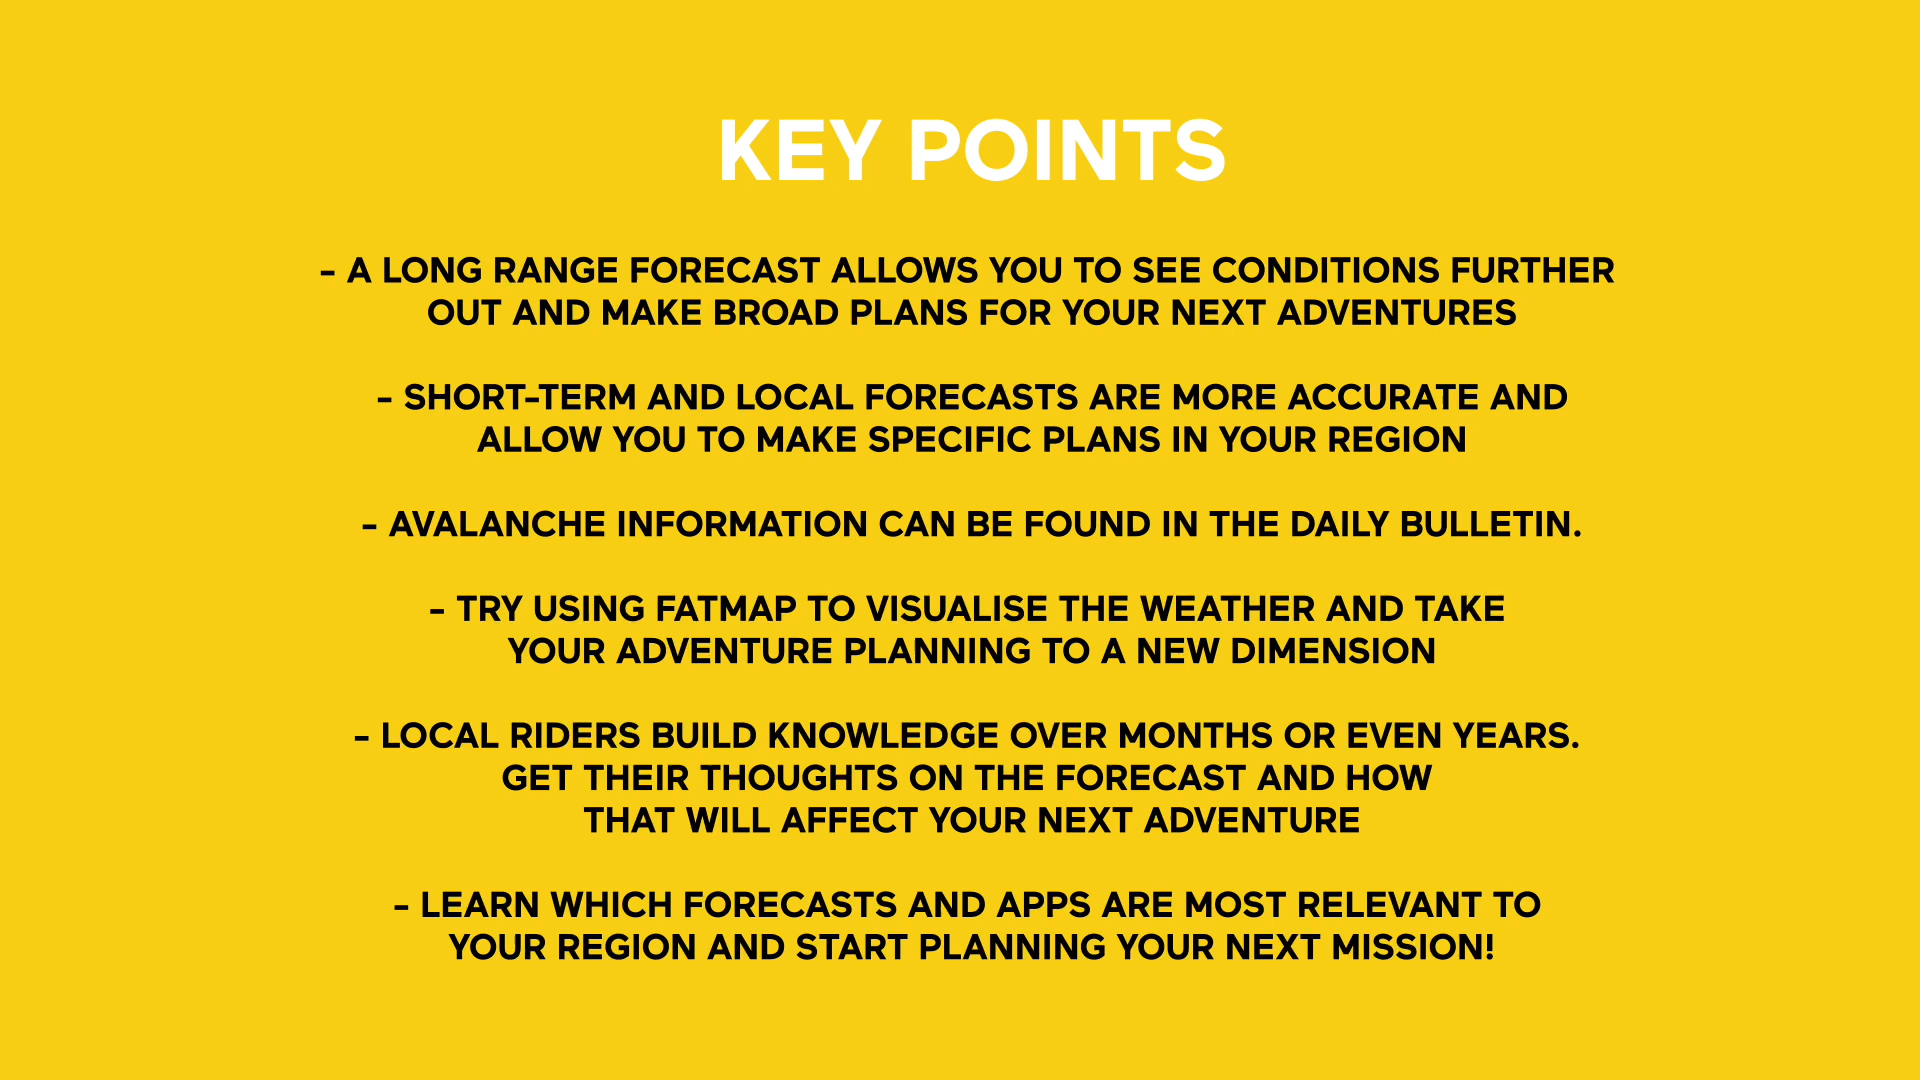 KEY POINTS
- A LONG RANGE FORECAST ALLOWS YOU TO SEE CONDITIONS FURTHER
OUT AND MAKE BROAD PLANS FOR YOUR NEXT ADVENTURES
- SHORT-TERM AND LOCAL FORECASTS ARE MORE ACCURATE AND
ALLOW YOU TO MAKE SPECIFIC PLANS IN YOUR REGION
- AVALANCHE INFORMATION CAN BE FOUND IN THE DAILY BULLETIN.
- TRY USING FATMAP TO VISUALISE THE WEATHER AND TAKE
YOUR ADVENTURE PLANNING TO A NEW DIMENSION
- LOCAL RIDERS BUILD KNOWLEDGE OVER MONTHS OR EVEN YEARS.
GET THEIR THOUGHTS ON THE FORECAST AND HOW
THAT WILL AFFECT YOUR NEXT ADVENTURE
- LEARN WHICH FORECASTS AND APPS ARE MOST RELEVANT TO
YOUR REGION AND START PLANNING YOUR NEXT MISSION!